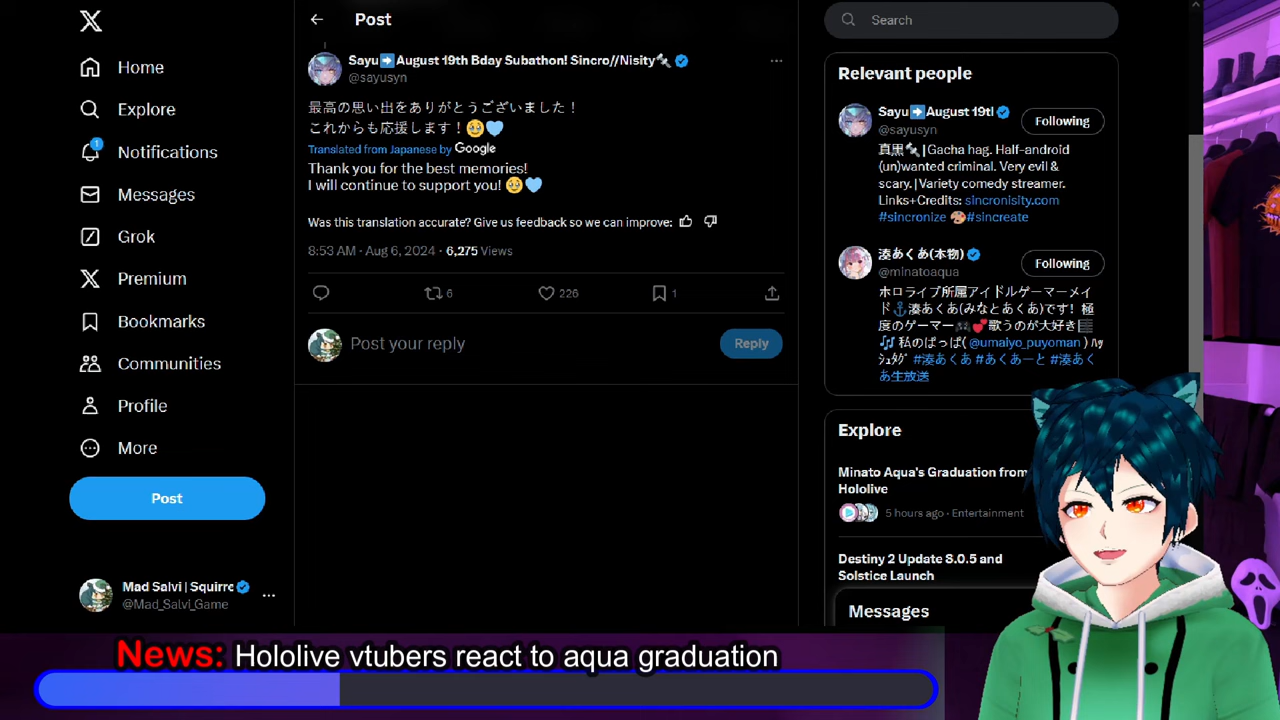 Home
Explore
1
Notifications
Messages
Grok
Premium
Bookmarks
Communities
Profile
More
Post
Mad Salvi | Squirrc
@Mad_Salvi_Game
Post
Sayu➡️August 19th Bday Subathon! Sincro//Nisity🔩
@sayusyn
最高の思い出をありがとうございました！
これからも応援します！🥹🩵
Translated from Japanese by Google
Thank you for the best memories!
I will continue to support you! 🥹🩵
Was this translation accurate? Give us feedback so we can improve:
8:53 AM · Aug 6, 2024 · 6,275 Views
6
226
1
Post your reply
Reply
Search
Relevant people
Sayu➡️August 19tl
Following
@sayusyn
真黒🔩|Gacha hag. Half-android
(un)wanted criminal. Very evil &
scary.|Variety comedy streamer.
Links+Credits: sincronisity.com
#sincronize 🎨#sincreate
湊あくあ(本物)
Following
@minatoaqua
ホロライブ所属アイドルゲーマーメイ
ド⚓湊あくあ(みなとあくあ)です！極
度のゲーマー🎮💕歌うのが大好き🎼
🎶 私のぱっぱ( @umaiyo_puyoman ) ﾊｯ
ｼｭﾀｸﾞ #湊あくあ #あくあーと #湊あく
あ生放送
Explore
Minato Aqua's Graduation from
Hololive
5 hours ago · Entertainment
Destiny 2 Update 8.0.5 and
Solstice Launch
Messages
News: Hololive vtubers react to aqua graduation